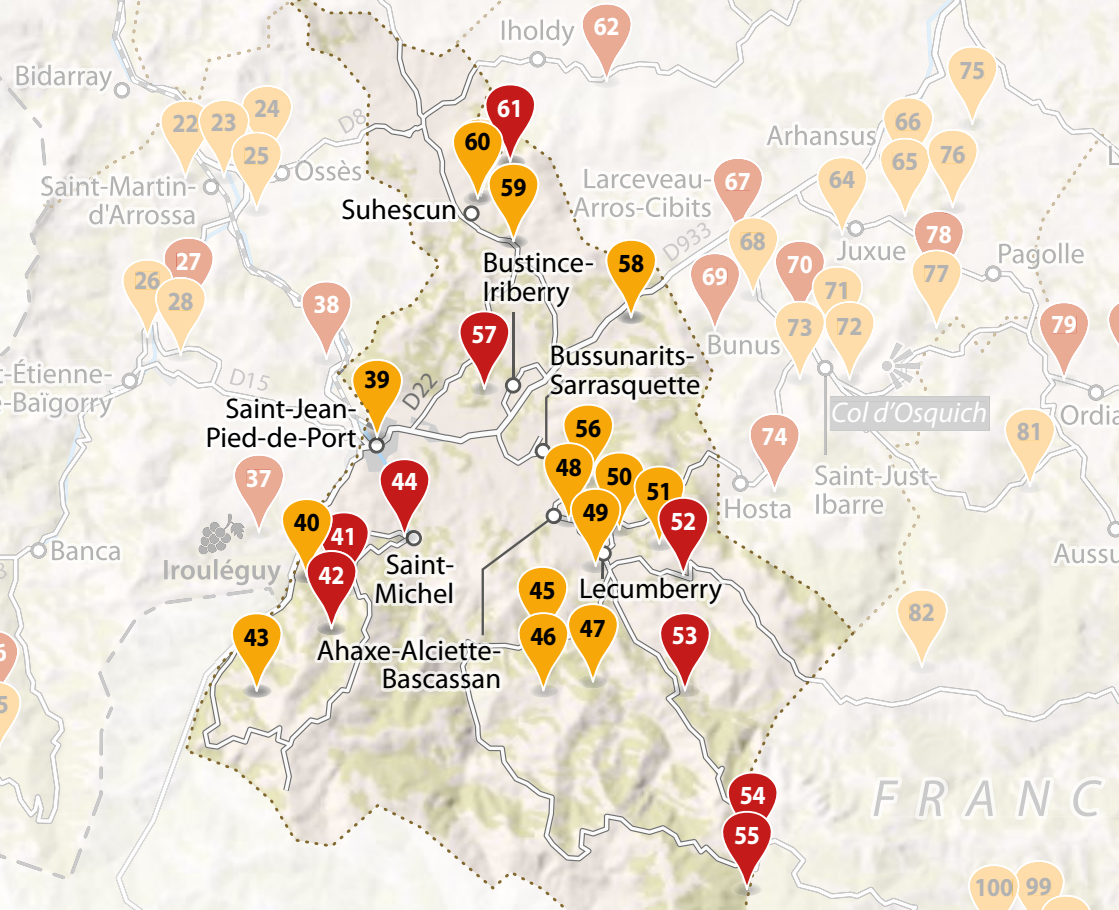 Iholdy
62
Bidarray
75
24
22
23
61
66
D8
60
Arhansus
25
65
76
Ossès
59
Larceveau-
Arros-Cibits
67
64
Saint-Martin-
d'Arrossa
Suhescun
D933
68
78
Juxue
Pagolle
27
Bustince-
Iriberry
58
70
77
26
69
71
28
38
57
73
72
79
Bunus
Bussunarits-
Sarrasquette
t-Étienne-
e-Baïgorry
D15
39
D22
Saint-Jean-
Pied-de-Port
Col d'Osquich
Ordia
56
74
81
48
50
37
44
51
Saint-Just-
Ibarre
Hosta
49
52
40
41
Banca
Irouléguy
42
Saint-
Michel
Aussu
45
Lecumberry
82
43
46
47
53
Ahaxe-Alciette-
Bascassan
6
5
54
FRANC
55
100
99